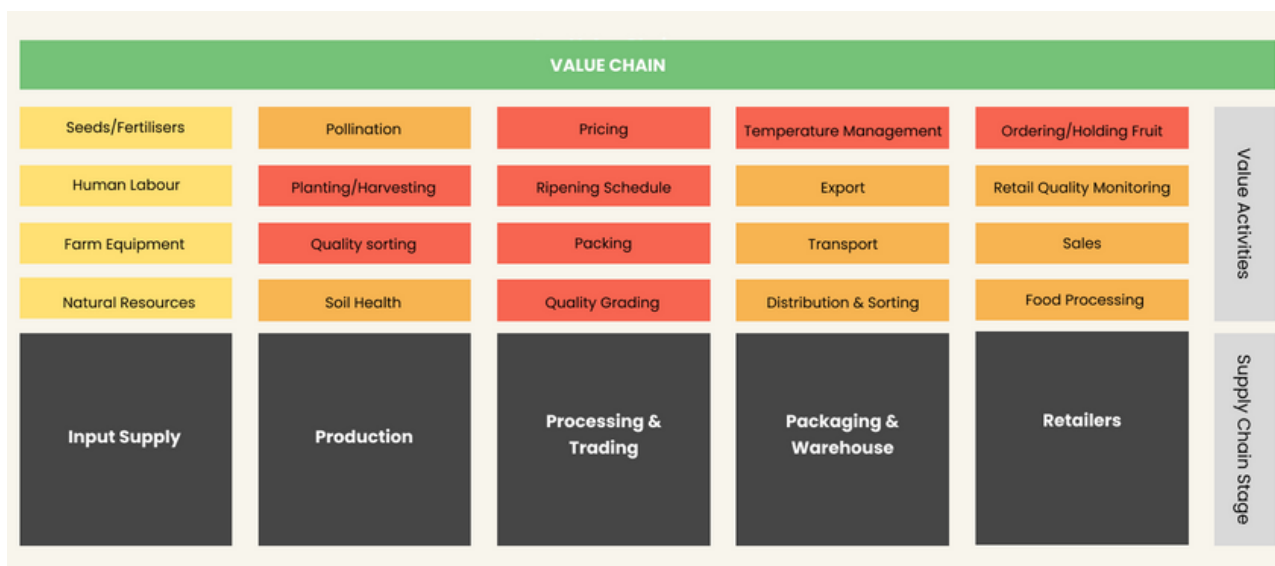 VALUE CHAIN
Seeds/Fertilisers
Pollination
Pricing
Temperature Management
Ordering/Holding Fruit
Human Labour
Planting/Harvesting
Ripening Schedule
Export
Retail Quality Monitoring
Farm Equipment
Quality sorting
Packing
Transport
Sales
Natural Resources
Soil Health
Quality Grading
Distribution & Sorting
Food Processing
Value Activities
Input Supply
Production
Processing &
Trading
Packaging &
Warehouse
Retailers
Supply Chain Stage